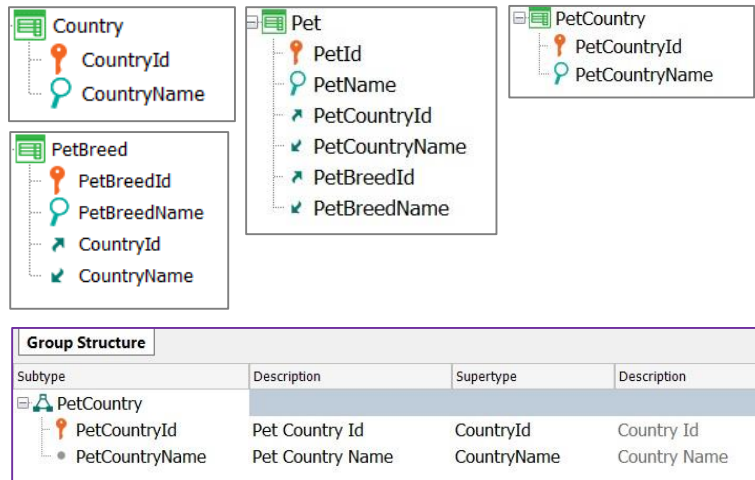 Country
CountryId
CountryName
Pet
PetId
PetName
PetCountryId
PetCountryName
PetBreedId
PetBreedName
PetCountry
PetCountryId
PetCountryName
PetBreed
PetBreedId
PetBreedName
CountryId
CountryName
Group Structure
Subtype Description Supertype Description
PetCountry
PetCountryId Pet Country Id CountryId Country Id
PetCountryName Pet Country Name CountryName Country Name